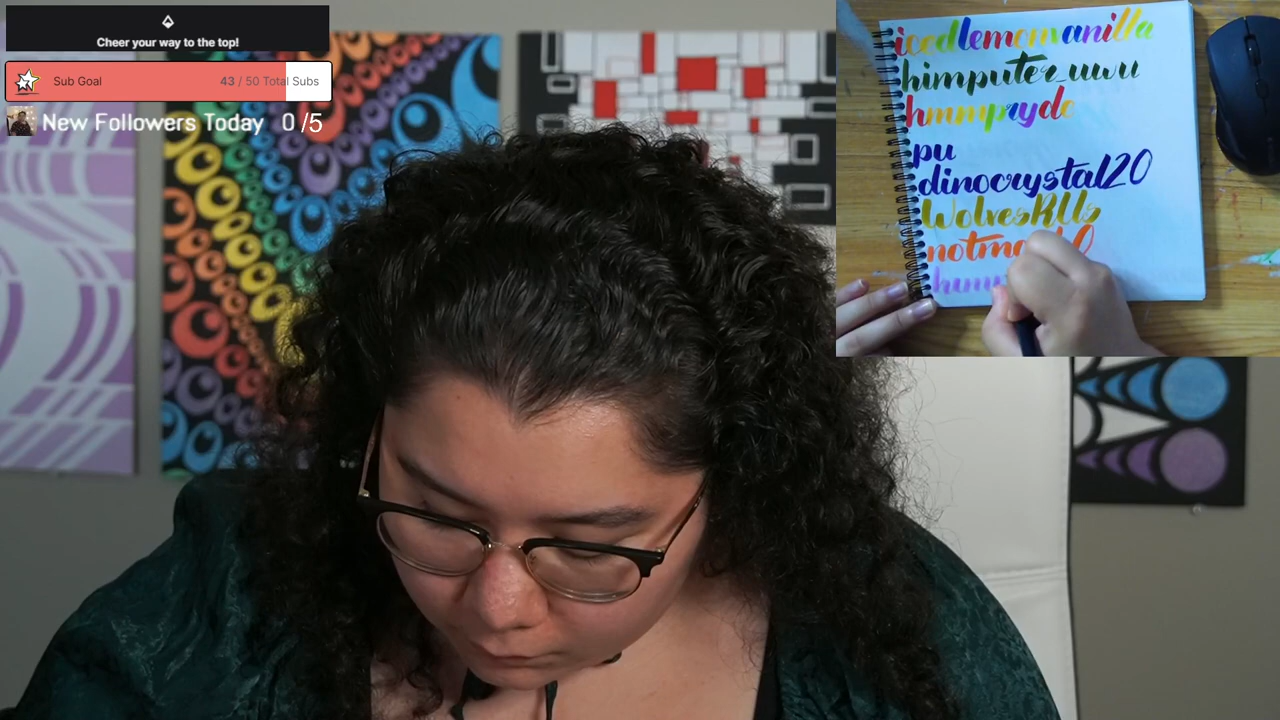 Cheer your way to the top!
Sub Goal 43 / 50 Total Subs
New Followers Today 0 /5
icedlemonvanilla
himputer_uwu
hmmpryde
pu
dinocrystal20
WolvesRUs